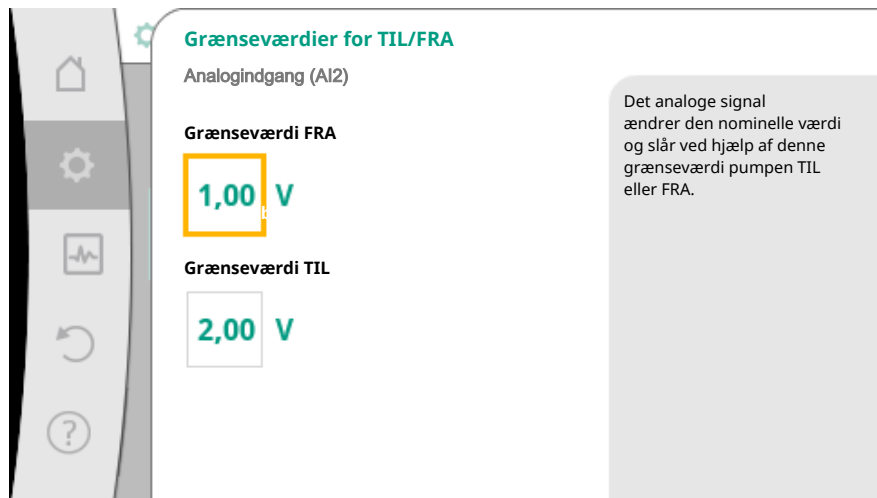 Grænseværdier for TIL/FRA
Analogindgang (AI2)
Grænseværdi FRA
1,00 V
Grænseværdi TIL
2,00 V
Det analoge signal
ændrer den nominelle værdi
og slår ved hjælp af denne
grænseværdi pumpen TIL
eller FRA.
?